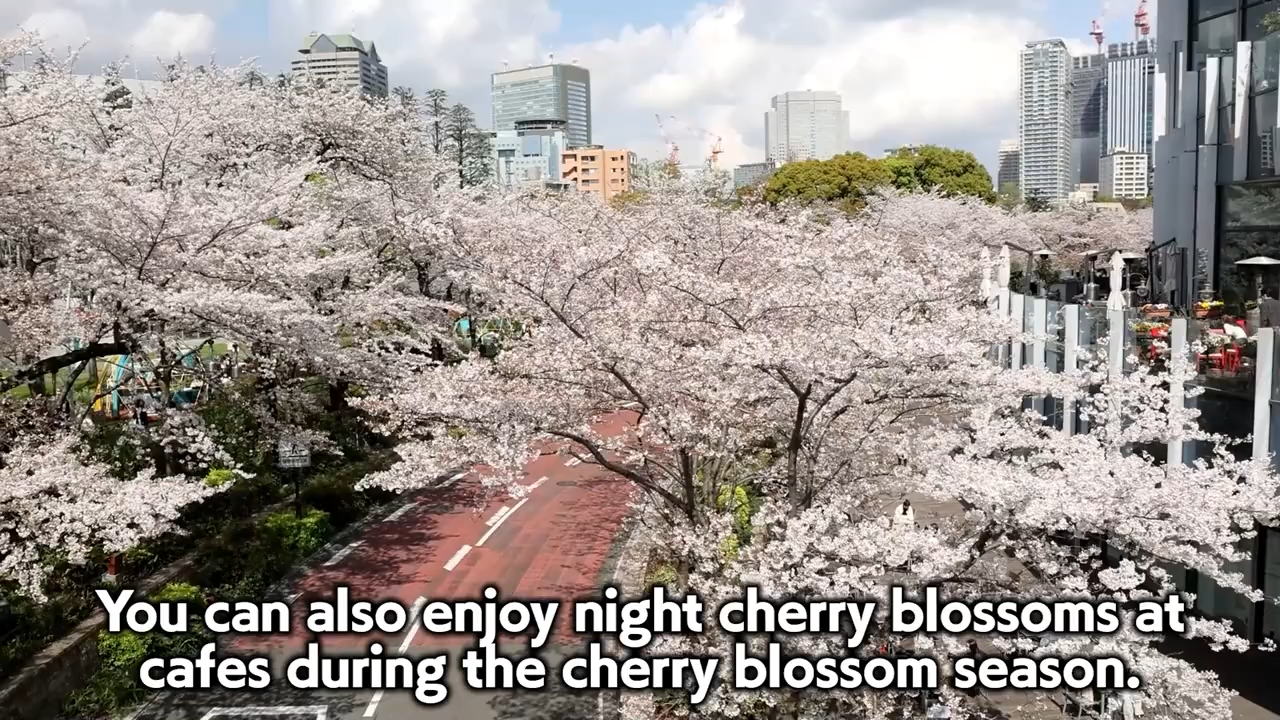 You can also enjoy night cherry blossoms at
cafes during the cherry blossom season.